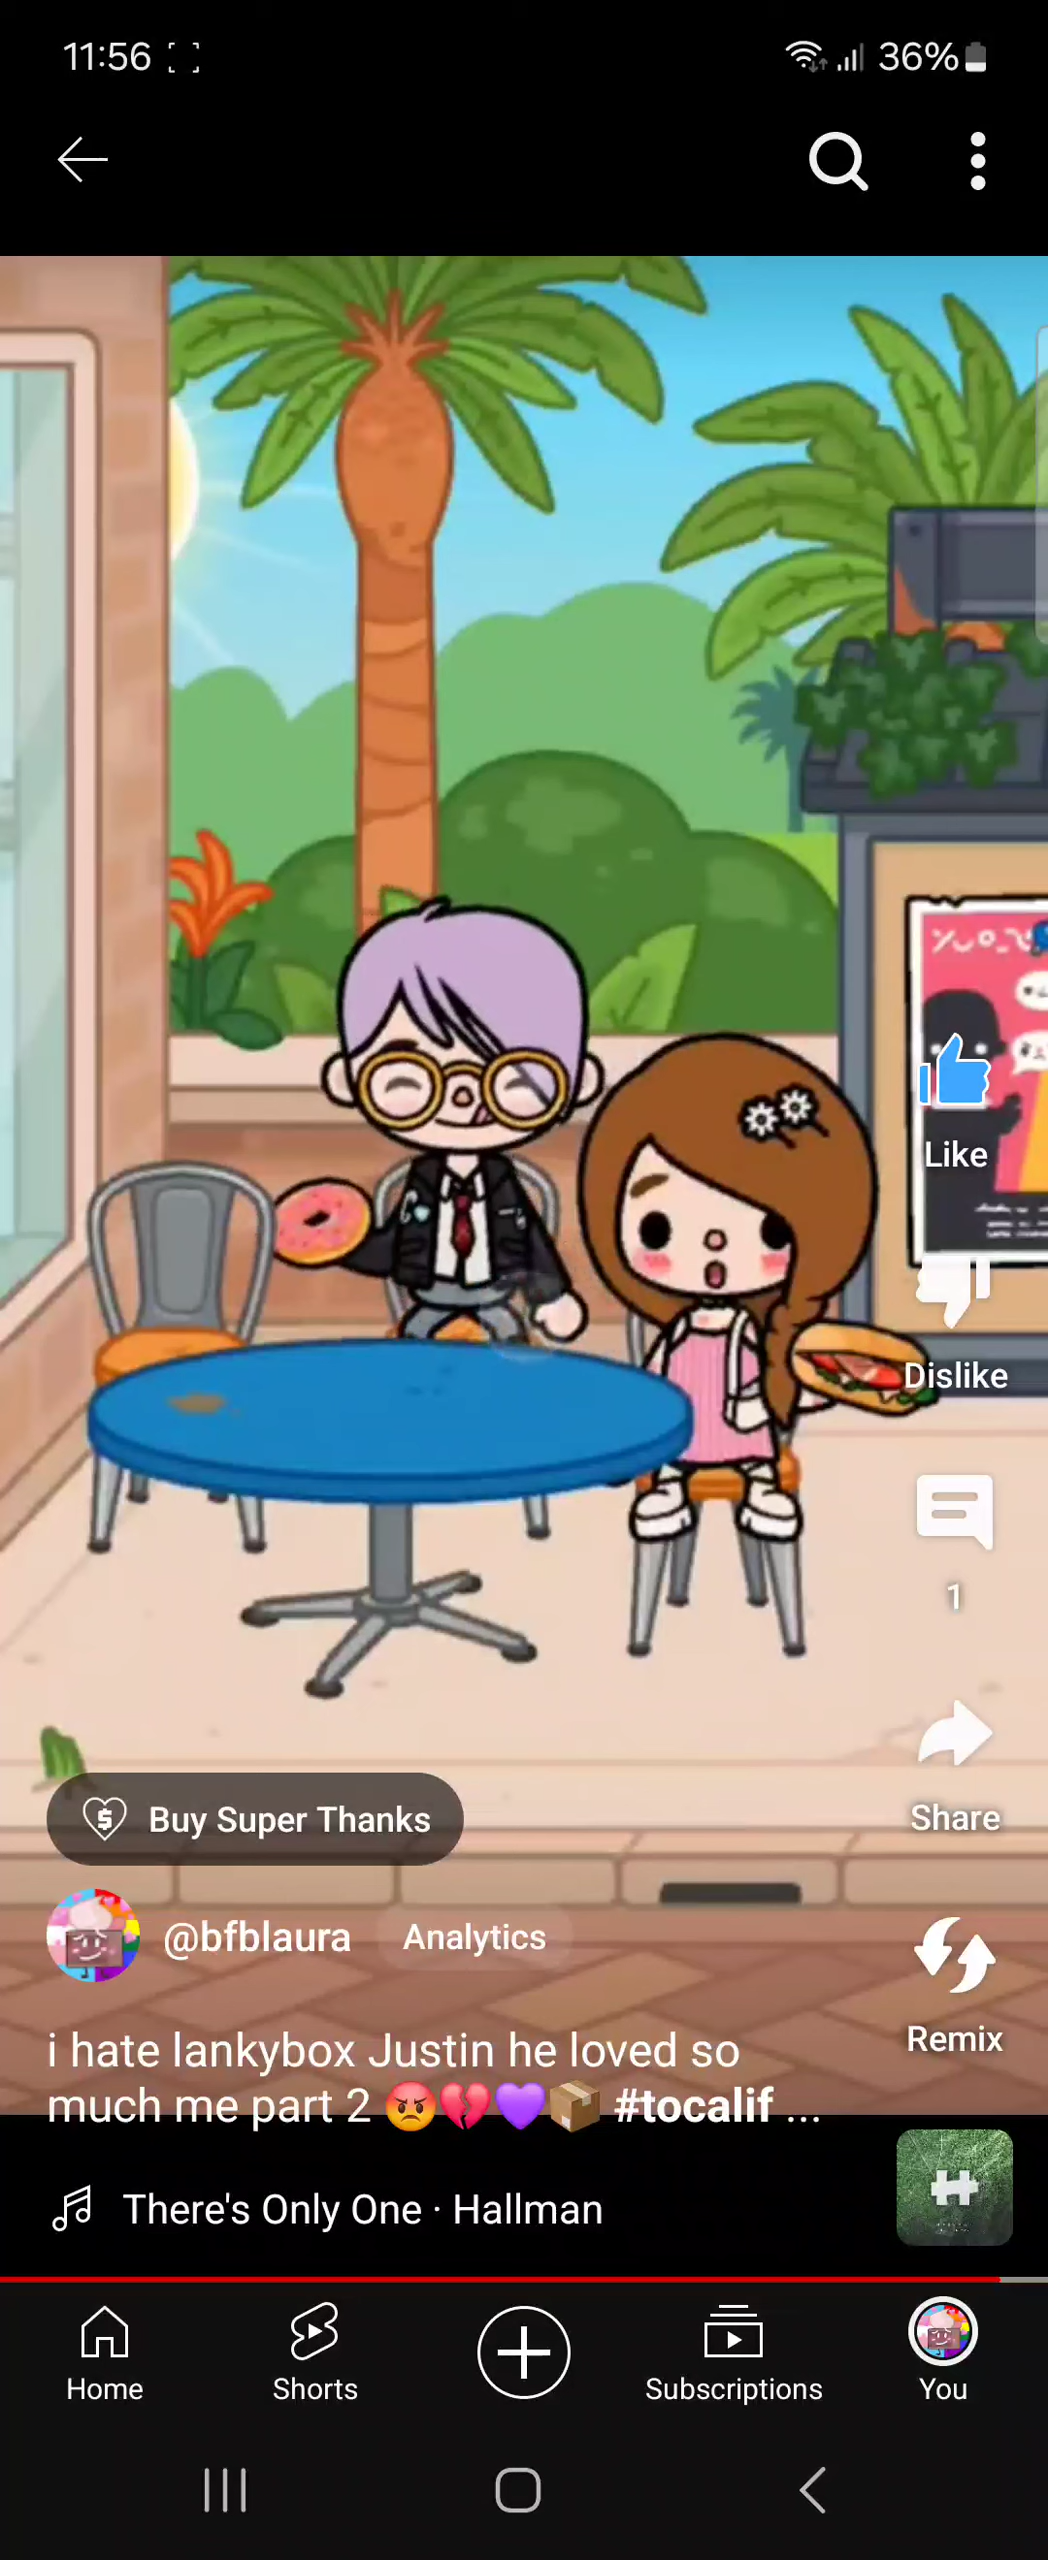 11:56
36%
Like
Dislike
1
Share
Buy Super Thanks
@bfblaura
Analytics
i hate lankybox Justin he loved so
much me part 2 😡💔💜📦 #tocalif ...
Remix
There's Only One · Hallman
Home
Shorts
Subscriptions
You